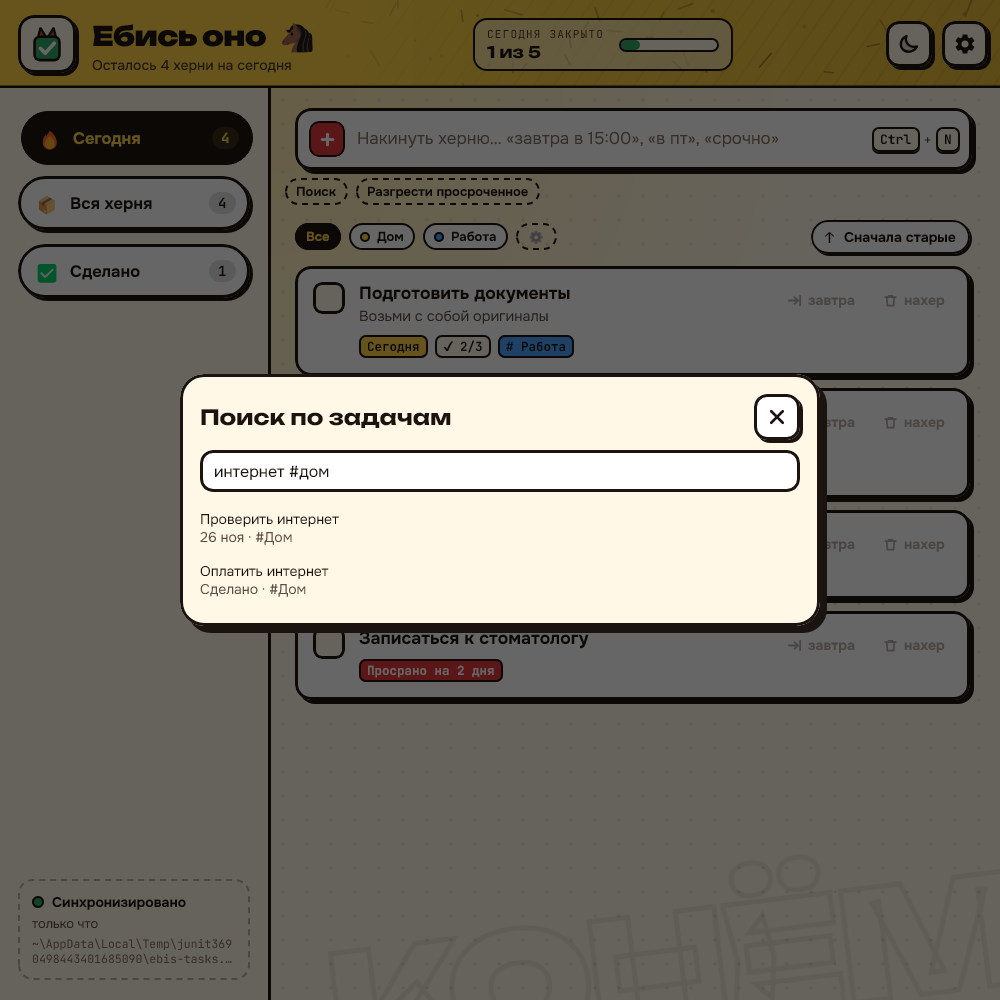 Ебись оно
Осталось 4 херни на сегодня
СЕГОДНЯ ЗАКРЫТО
1 из 5
Сегодня 4
Вся херня 4
Сделано 1
Накинуть херню... «завтра в 15:00», «в пт», «срочно»
Ctrl + N
Поиск
Разгрести просроченное
Все
Дом
Работа
↑ Сначала старые
Подготовить документы
завтра
нахер
Возьми с собой оригиналы
Сегодня
✓ 2/3
# Работа
нахер
нахер
Поиск по задачам
интернет #дом
Проверить интернет
26 ноя · #Дом
Оплатить интернет
Сделано · #Дом
Записаться к стоматологу
завтра
нахер
Просрано на 2 дня
Синхронизировано
только что
~\AppData\Local\Temp\junit369
0498443401685090\ebis-tasks.…